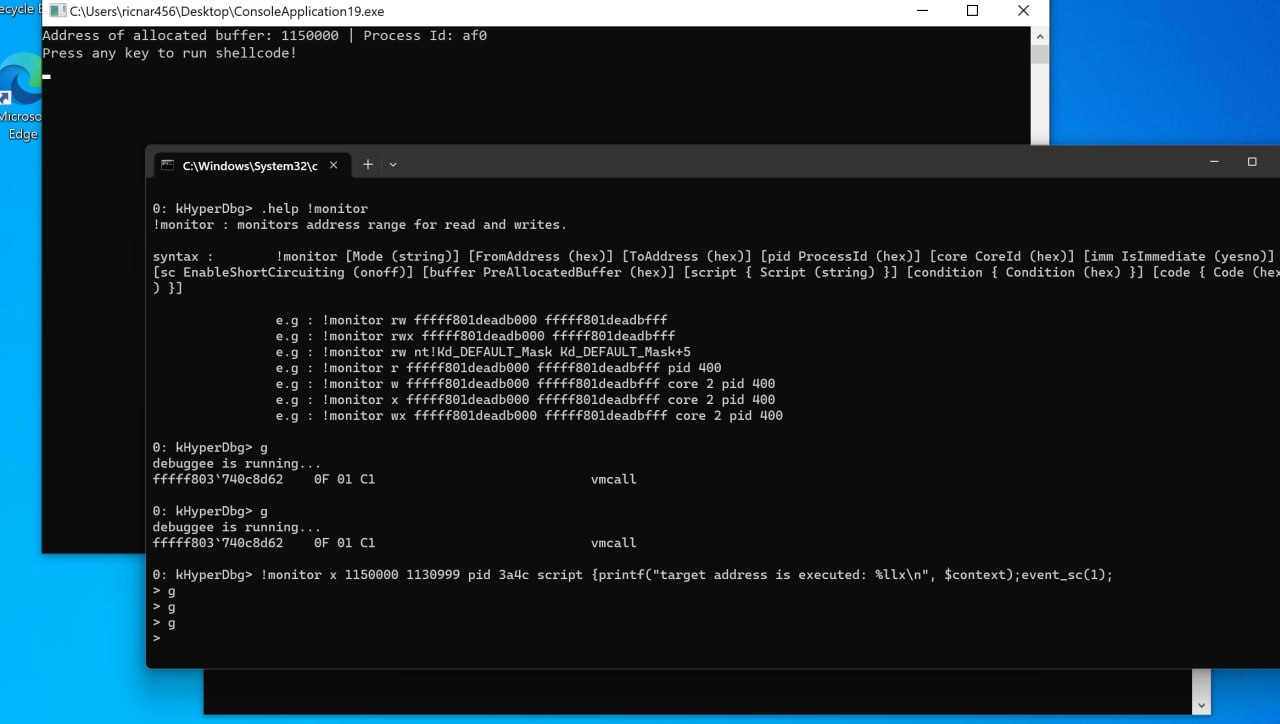 ecycle B
C:\Users\ricnar456\Desktop\ConsoleApplication19.exe
Address of allocated buffer: 1150000 | Process Id: af0
Press any key to run shellcode!
Microso
Edge
C:\Windows\System32\c
0: kHyperDbg> .help !monitor
!monitor : monitors address range for read and writes.
syntax : !monitor [Mode (string)] [FromAddress (hex)] [ToAddress (hex)] [pid ProcessId (hex)] [core CoreId (hex)] [imm IsImmediate (yesno)]
[sc EnableShortCircuiting (onoff)] [buffer PreAllocatedBuffer (hex)] [script { Script (string) }] [condition { Condition (hex) }] [code { Code (hex
) }]
e.g : !monitor rw fffff801deadb000 fffff801deadbfff
e.g : !monitor rwx fffff801deadb000 fffff801deadbfff
e.g : !monitor rw nt!Kd_DEFAULT_Mask Kd_DEFAULT_Mask+5
e.g : !monitor r fffff801deadb000 fffff801deadbfff pid 400
e.g : !monitor w fffff801deadb000 fffff801deadbfff core 2 pid 400
e.g : !monitor x fffff801deadb000 fffff801deadbfff core 2 pid 400
e.g : !monitor wx fffff801deadb000 fffff801deadbfff core 2 pid 400
0: kHyperDbg> g
debuggee is running...
fffff803`740c8d62 0F 01 C1 vmcall
0: kHyperDbg> g
debuggee is running...
fffff803`740c8d62 0F 01 C1 vmcall
0: kHyperDbg> !monitor x 1150000 1130999 pid 3a4c script {printf("target address is executed: %llx\n", $context);event_sc(1);
> g
> g
> g
>